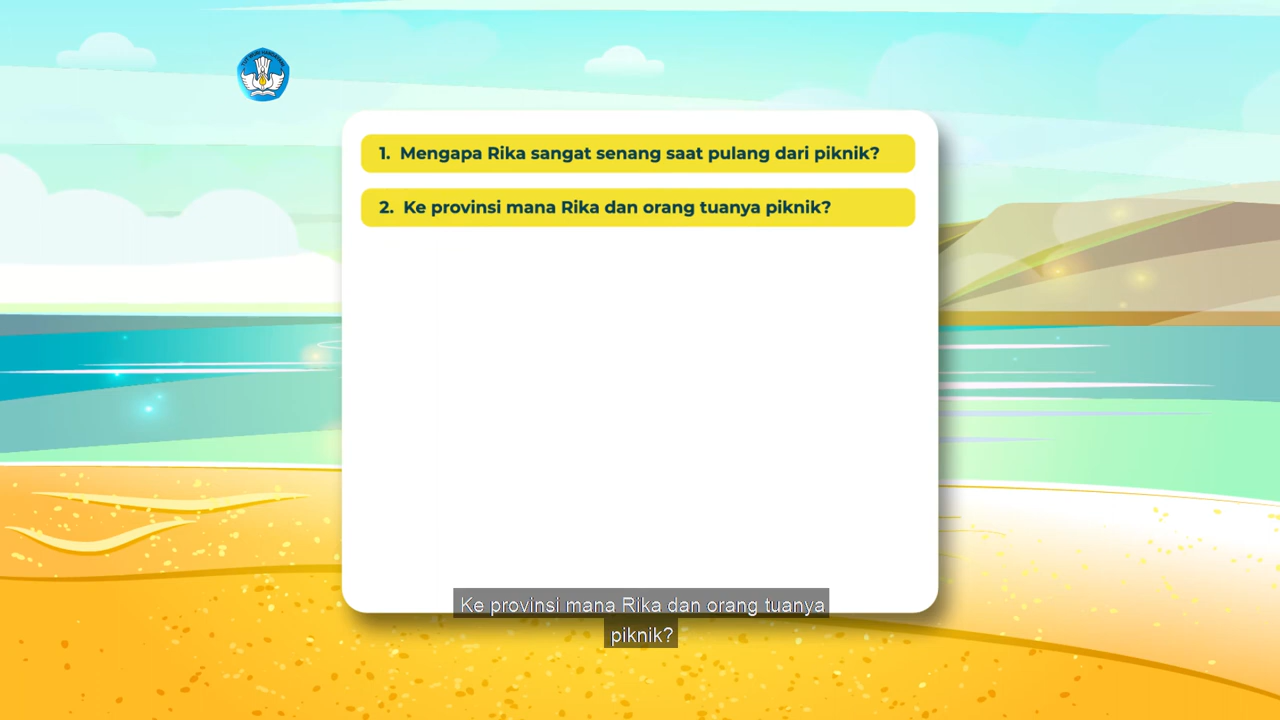 1. Mengapa Rika sangat senang saat pulang dari piknik?
2. Ke provinsi mana Rika dan orang tuanya piknik?
Ke provinsi mana Rika dan orang tuanya
piknik?